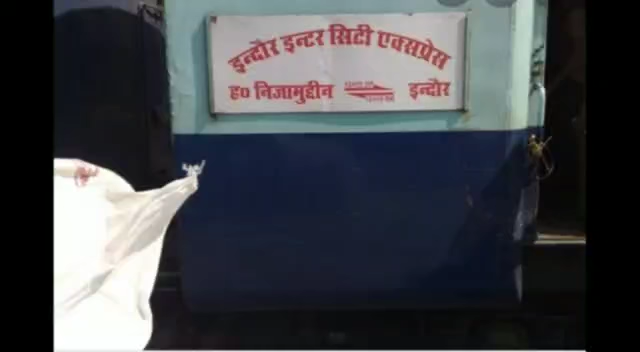 इन्दौर इन्टर सिटी एक्सप्रेस
ह० निजामुद्दीन इन्दौर